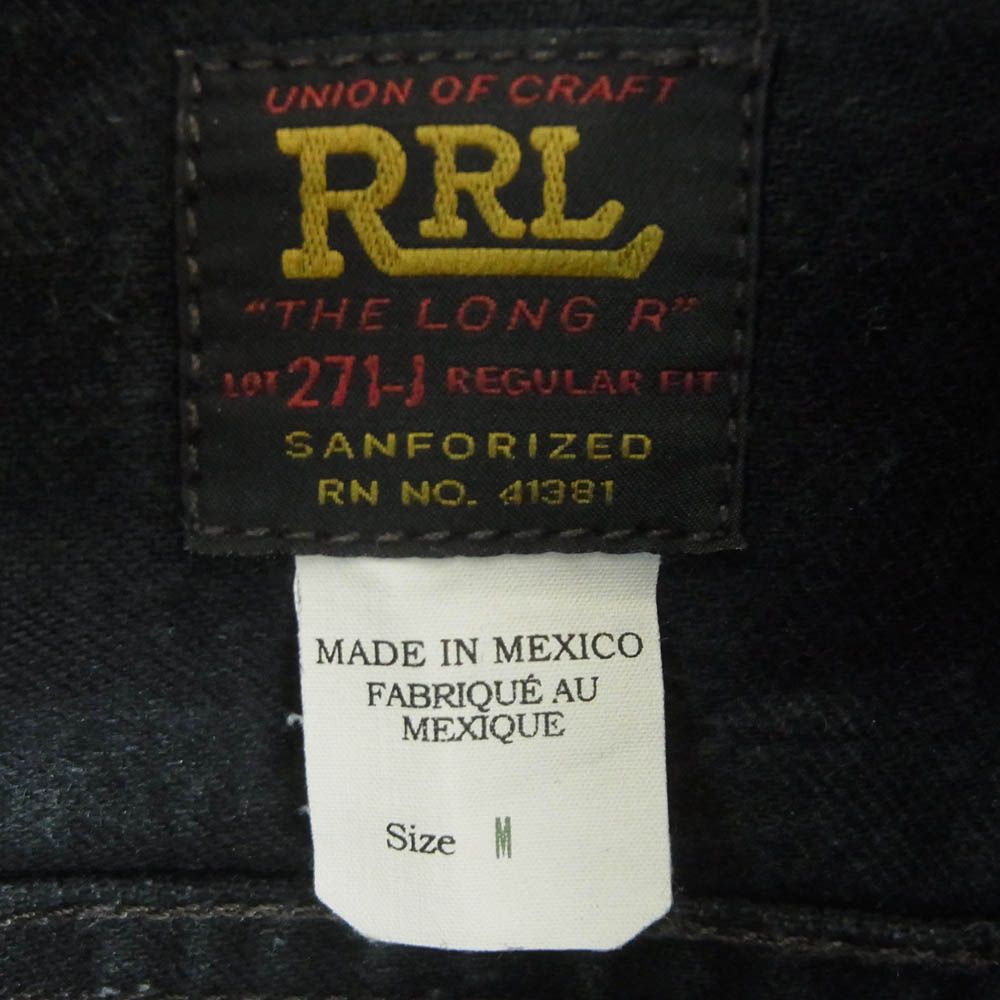 UNION OF CRAFT
RRL
"THE LONG R"
LOT 271-J REGULAR FIT
SANFORIZED
RN NO. 41381
MADE IN MEXICO
FABRIQUÉ AU
MEXIQUE
Size M